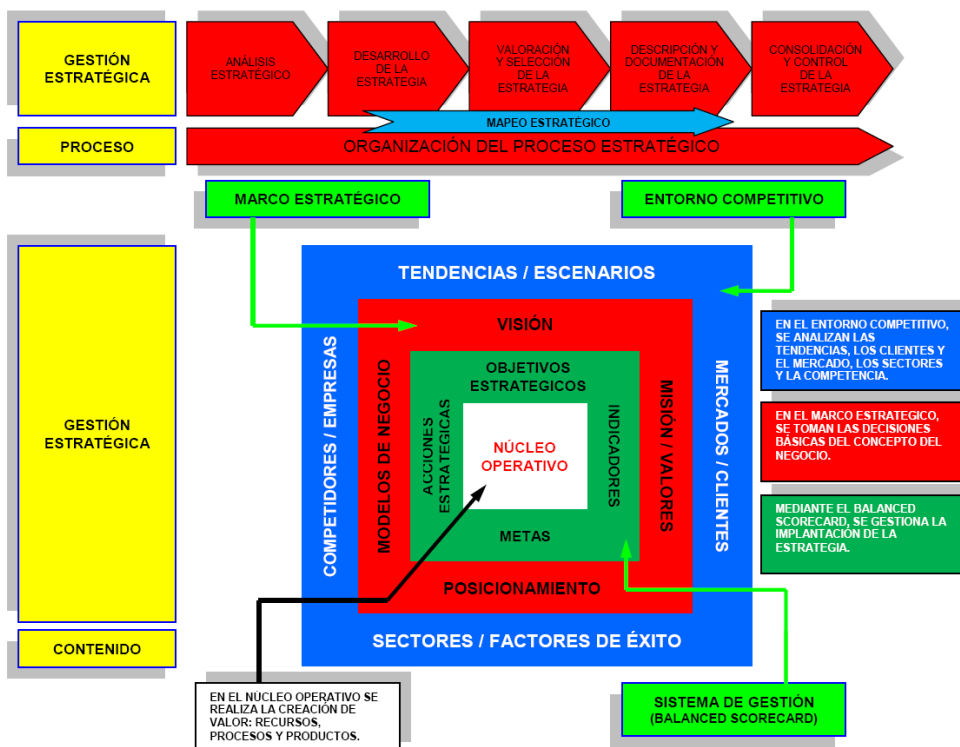 GESTIÓN
ESTRATÉGICA
ANÁLISIS
ESTRATÉGICO
DESARROLLO
DE LA
ESTRATEGIA
VALORACIÓN
Y SELECCIÓN
DE LA
ESTRATEGIA
DESCRIPCIÓN Y
DOCUMENTACIÓN
DE LA
ESTRATEGIA
CONSOLIDACIÓN
Y CONTROL
DE LA
ESTRATEGIA
MAPEO ESTRATÉGICO
PROCESO
ORGANIZACIÓN DEL PROCESO ESTRATÉGICO
MARCO ESTRATÉGICO
ENTORNO COMPETITIVO
GESTIÓN
ESTRATÉGICA
TENDENCIAS / ESCENARIOS
COMPETIDORES / EMPRESAS
MERCADOS / CLIENTES
SECTORES / FACTORES DE ÉXITO
VISIÓN
MODELOS DE NEGOCIO
MISIÓN / VALORES
POSICIONAMIENTO
OBJETIVOS
ESTRATEGICOS
ACCIONES
ESTRATEGICAS
INDICADORES
METAS
NÚCLEO
OPERATIVO
EN EL ENTORNO COMPETITIVO,
SE ANALIZAN LAS
TENDENCIAS, LOS CLIENTES Y
EL MERCADO, LOS SECTORES
Y LA COMPETENCIA.
EN EL MARCO ESTRATEGICO,
SE TOMAN LAS DECISIONES
BÁSICAS DEL CONCEPTO DEL
NEGOCIO.
MEDIANTE EL BALANCED
SCORECARD, SE GESTIONA LA
IMPLANTACIÓN DE LA
ESTRATEGIA.
CONTENIDO
EN EL NÚCLEO OPERATIVO SE
REALIZA LA CREACIÓN DE
VALOR: RECURSOS,
PROCESOS Y PRODUCTOS.
SISTEMA DE GESTIÓN
(BALANCED SCORECARD)